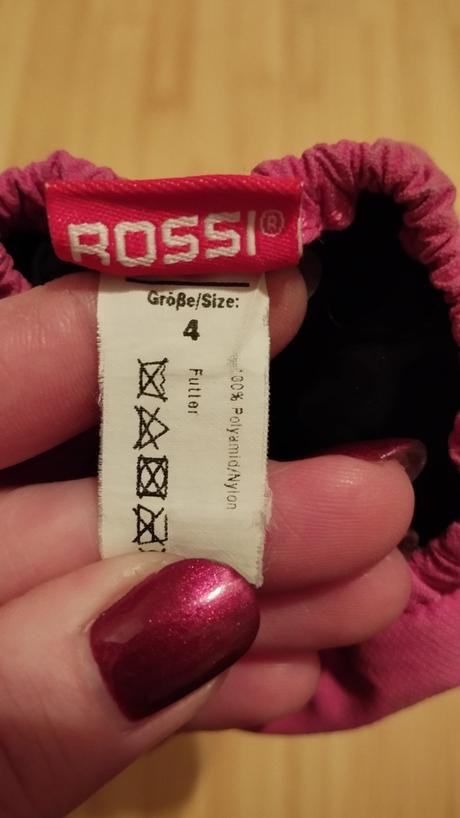 ROSSI®
Größe/Size:
4
100% Polyamid/Nylon
Futter